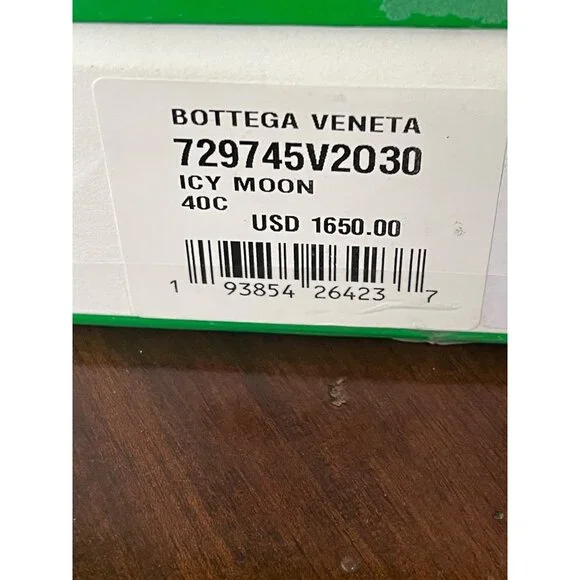 BOTTEGA VENETA
729745V2030
ICY MOON
40C
USD 1650.00
1 93854 26423 7